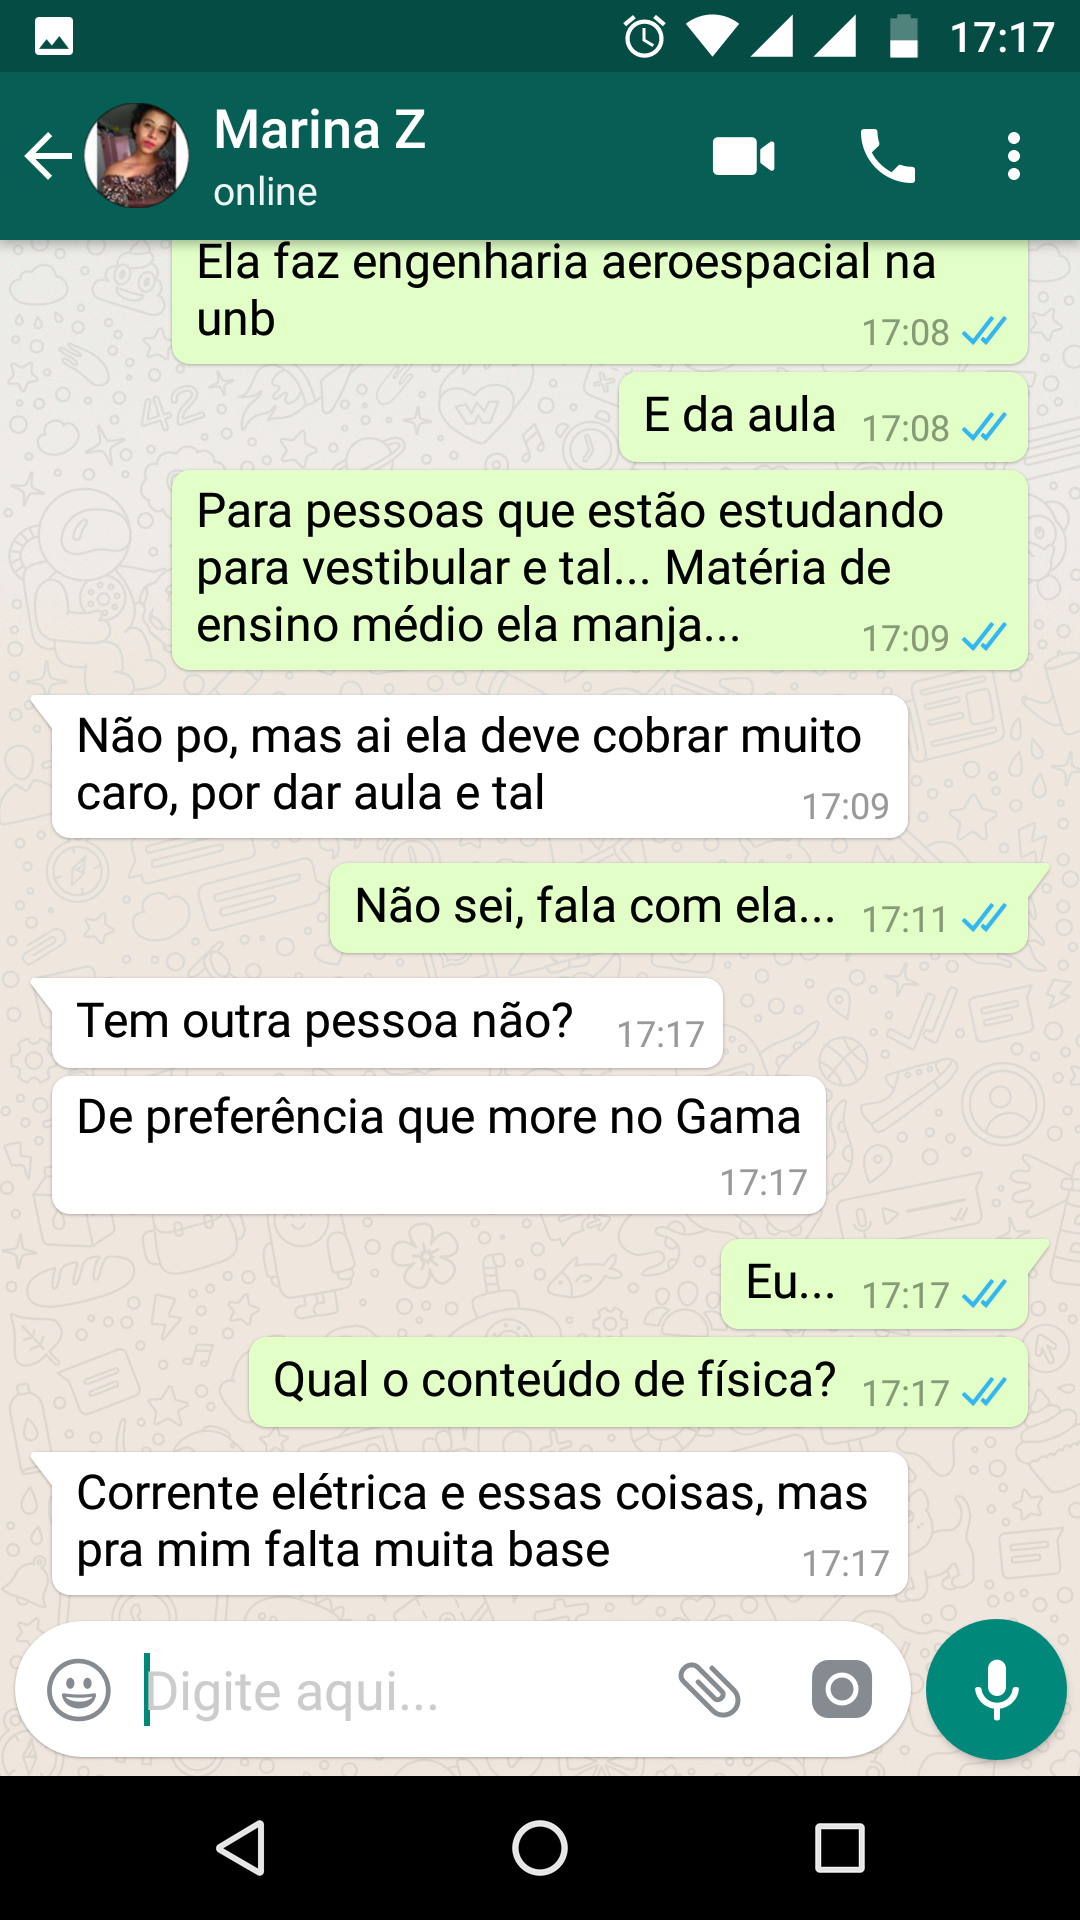 17:17
Marina Z
online
Ela faz engenharia aeroespacial na
unb
17:08
E da aula 17:08
Para pessoas que estão estudando
para vestibular e tal... Matéria de
ensino médio ela manja...
17:09
Não po, mas ai ela deve cobrar muito
caro, por dar aula e tal
17:09
Não sei, fala com ela... 17:11
Tem outra pessoa não? 17:17
De preferência que more no Gama
17:17
Eu... 17:17
Qual o conteúdo de física? 17:17
Corrente elétrica e essas coisas, mas
pra mim falta muita base
17:17
Digite aqui...